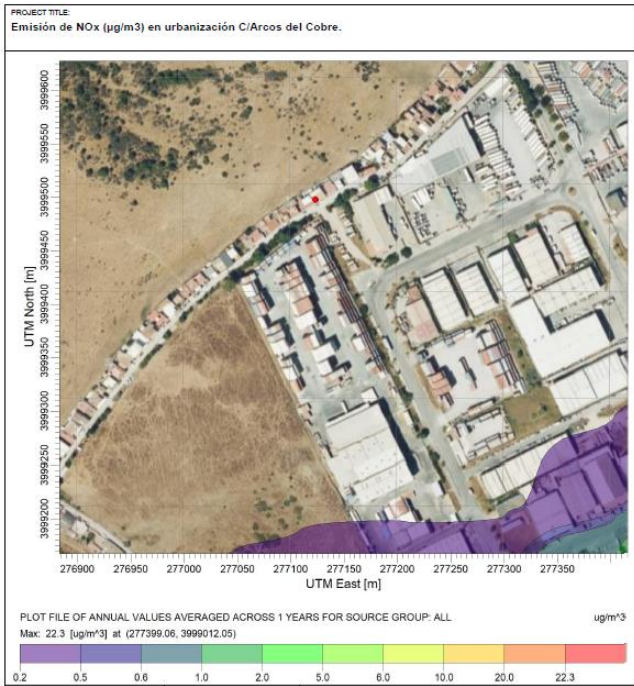 PROJECT TITLE:
Emisión de NOx (µg/m3) en urbanización C/Arcos del Cobre.
UTM North [m]
3999600
3999550
3999500
3999450
3999400
3999350
3999300
3999250
3999200
276900 276950 277000 277050 277100 277150 277200 277250 277300 277350
UTM East [m]
PLOT FILE OF ANNUAL VALUES AVERAGED ACROSS 1 YEARS FOR SOURCE GROUP: ALL ug/m^3
Max: 22.3 [ug/m^3] at (277399.06, 3999012.05)
0.2 0.5 0.6 1.0 2.0 5.0 6.0 10.0 20.0 22.3